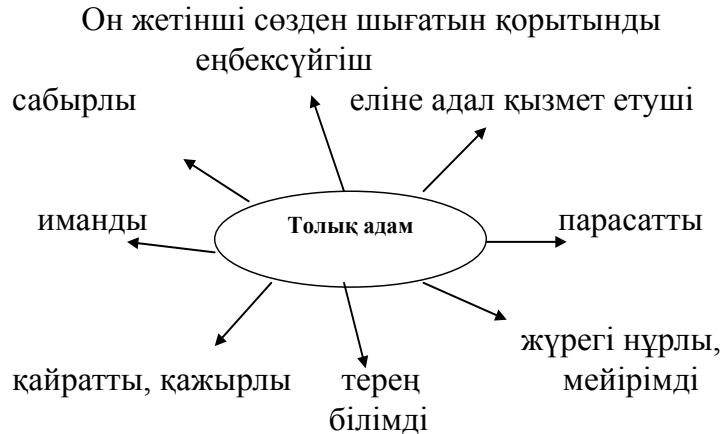 Он жетінші сөзден шығатын қорытынды
еңбексүйгіш
сабырлы
еліне адал қызмет етуші
иманды
Толық адам
парасатты
жүрегі нұрлы,
мейірімді
қайратты, қажырлы
терең
білімді